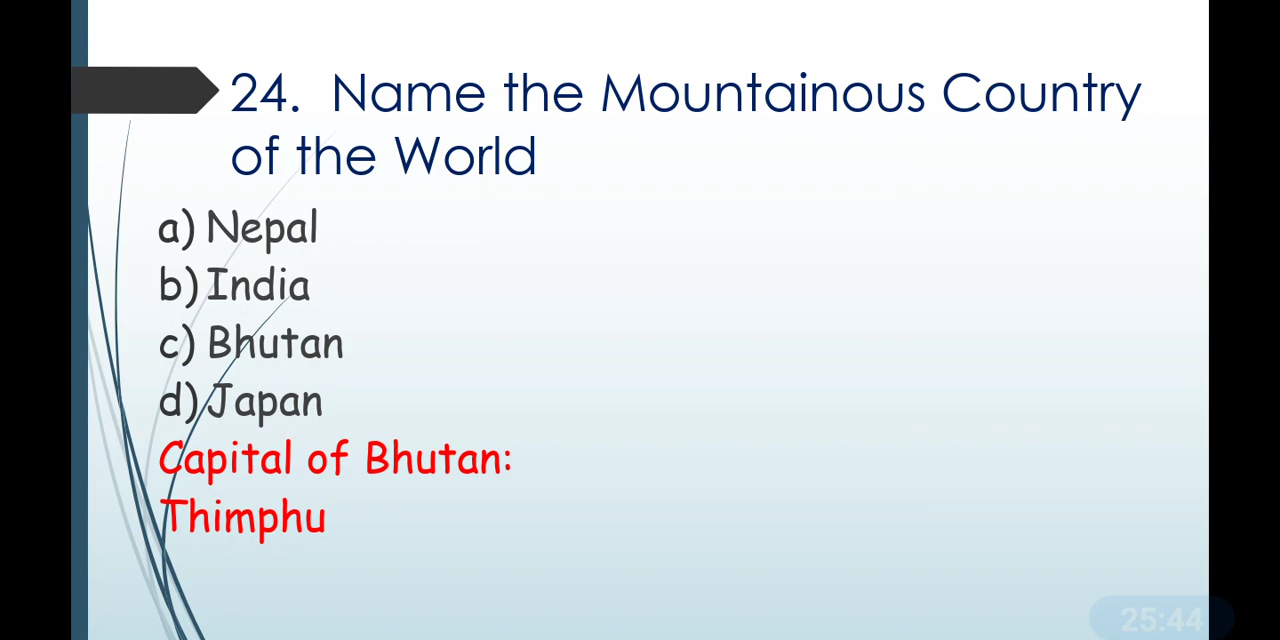 24. Name the Mountainous Country
of the World
a) Nepal
b) India
c) Bhutan
d) Japan
Capital of Bhutan:
Thimphu
25:44